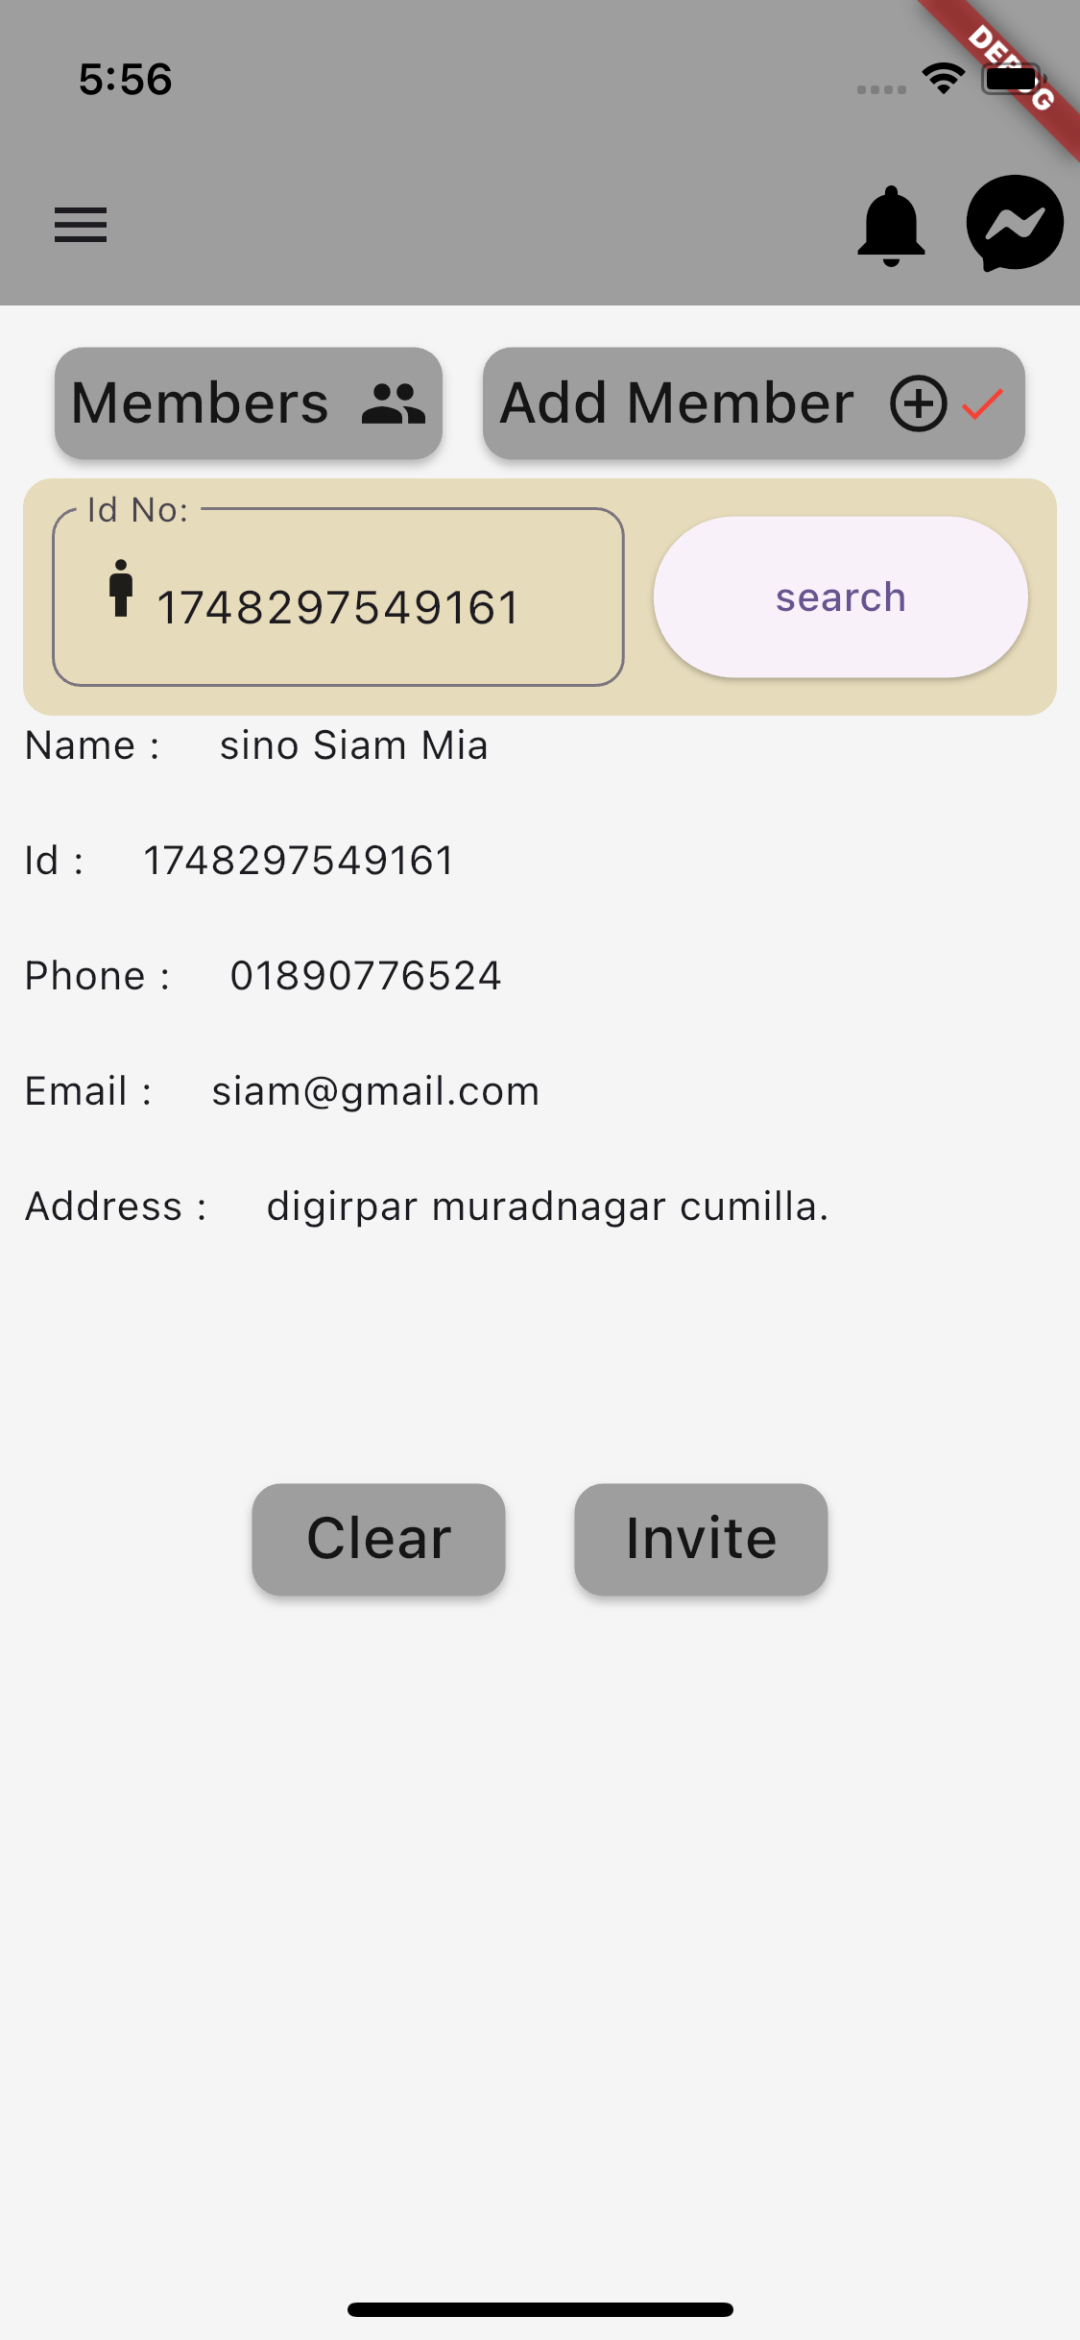 5:56
DEBUG
Members
Add Member
Id No:
1748297549161
search
Name : sino Siam Mia
Id : 1748297549161
Phone : 01890776524
Email : siam@gmail.com
Address : digirpar muradnagar cumilla.
Clear
Invite